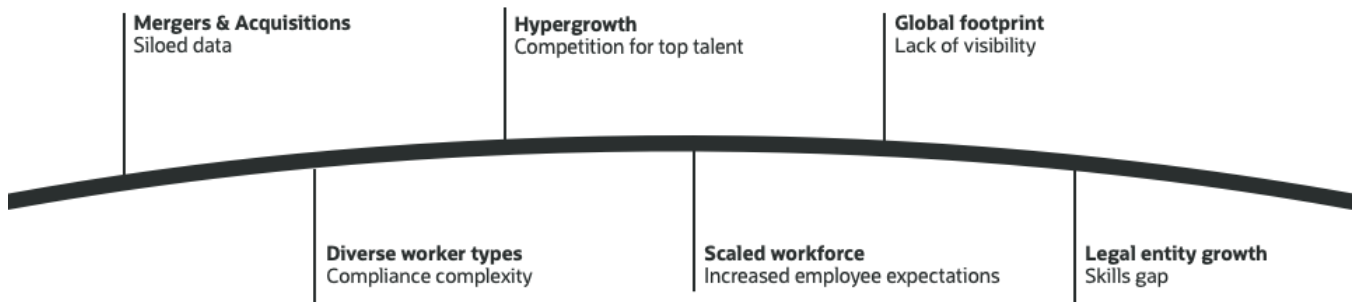 Mergers & Acquisitions
Siloed data
Hypergrowth
Competition for top talent
Global footprint
Lack of visibility
Diverse worker types
Compliance complexity
Scaled workforce
Increased employee expectations
Legal entity growth
Skills gap